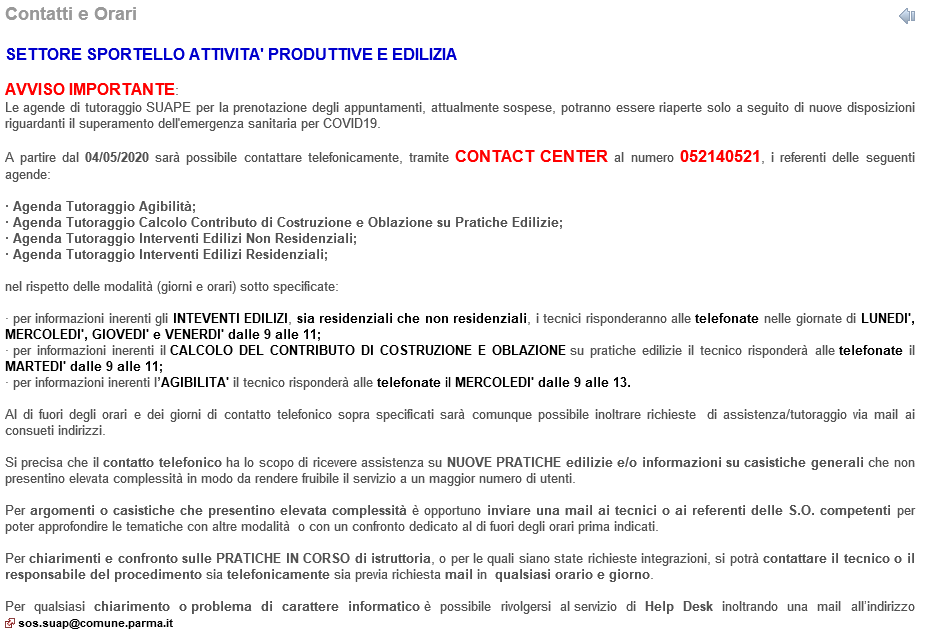 Contatti e Orari
SETTORE SPORTELLO ATTIVITA' PRODUTTIVE E EDILIZIA
AVVISO IMPORTANTE:
Le agende di tutoraggio SUAPE per la prenotazione degli appuntamenti, attualmente sospese, potranno essere riaperte solo a seguito di nuove disposizioni
riguardanti il superamento dell'emergenza sanitaria per COVID19.
A partire dal 04/05/2020 sarà possibile contattare telefonicamente, tramite CONTACT CENTER al numero 052140521, i referenti delle seguenti
agende:
· Agenda Tutoraggio Agibilità;
· Agenda Tutoraggio Calcolo Contributo di Costruzione e Oblazione su Pratiche Edilizie;
· Agenda Tutoraggio Interventi Edilizi Non Residenziali;
· Agenda Tutoraggio Interventi Edilizi Residenziali;
nel rispetto delle modalità (giorni e orari) sotto specificate:
· per informazioni inerenti gli INTEVENTI EDILIZI, sia residenziali che non residenziali, i tecnici risponderanno alle telefonate nelle giornate di LUNEDI',
MERCOLEDI', GIOVEDI' e VENERDI' dalle 9 alle 11;
· per informazioni inerenti il CALCOLO DEL CONTRIBUTO DI COSTRUZIONE E OBLAZIONE su pratiche edilizie il tecnico risponderà alle telefonate il
MARTEDI' dalle 9 alle 11;
· per informazioni inerenti l'AGIBILITA' il tecnico risponderà alle telefonate il MERCOLEDI' dalle 9 alle 13.
Al di fuori degli orari e dei giorni di contatto telefonico sopra specificati sarà comunque possibile inoltrare richieste di assistenza/tutoraggio via mail ai
consueti indirizzi.
Si precisa che il contatto telefonico ha lo scopo di ricevere assistenza su NUOVE PRATICHE edilizie e/o informazioni su casistiche generali che non
presentino elevata complessità in modo da rendere fruibile il servizio a un maggior numero di utenti.
Per argomenti o casistiche che presentino elevata complessità è opportuno inviare una mail ai tecnici o ai referenti delle S.O. competenti per
poter approfondire le tematiche con altre modalità o con un confronto dedicato al di fuori degli orari prima indicati.
Per chiarimenti e confronto sulle PRATICHE IN CORSO di istruttoria, o per le quali siano state richieste integrazioni, si potrà contattare il tecnico o il
responsabile del procedimento sia telefonicamente sia previa richiesta mail in qualsiasi orario e giorno.
Per qualsiasi chiarimento o problema di carattere informatico è possibile rivolgersi al servizio di Help Desk inoltrando una mail all'indirizzo
sos.suap@comune.parma.it